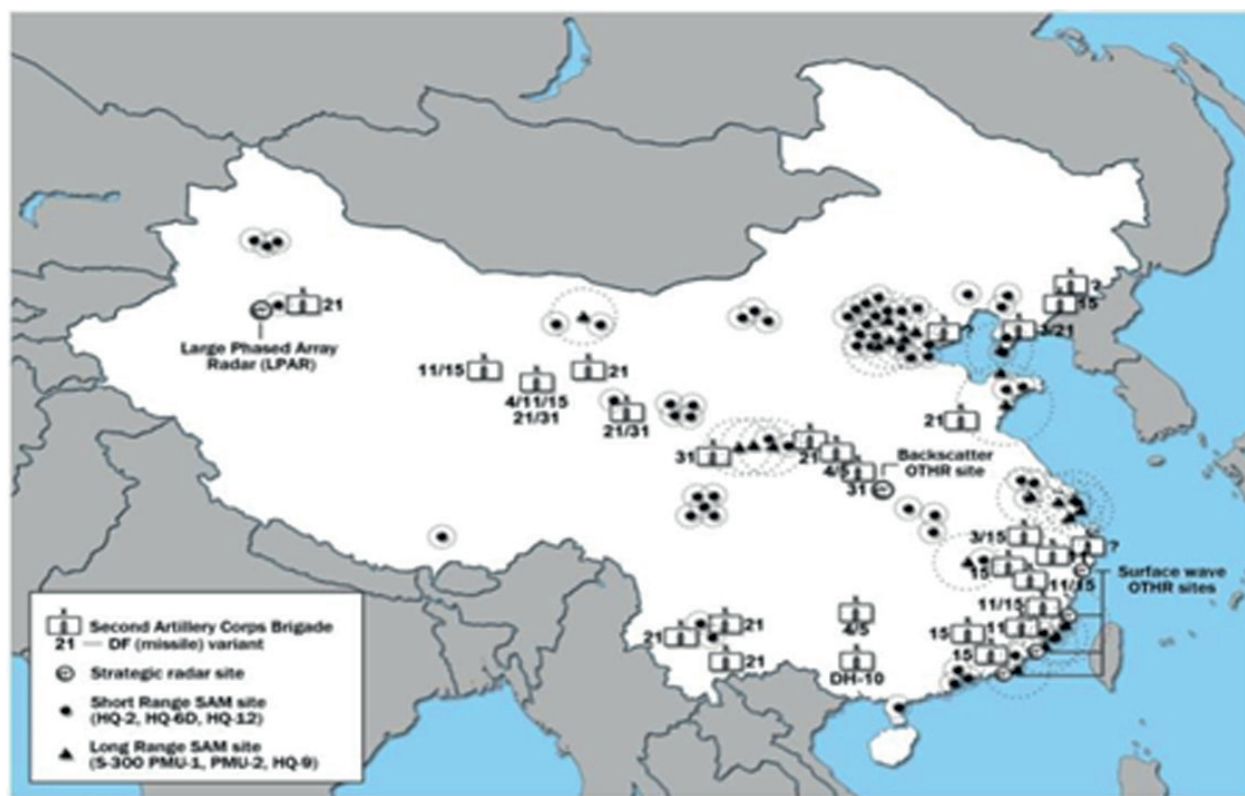 ?
15
21
?
3/21
Large Phased Array
Radar (LPAR)
11/15
21
4/11/15
21/31
21/31
21
31
21
4/5
31
Backscatter
OTHR site
3/15
?
15
11/15
Surface wave
OTHR sites
11/15
21
21
4/5
15
11
15
21
DH-10
Second Artillery Corps Brigade
21 — DF (missile) variant
Strategic radar site
Short Range SAM site
(HQ-2, HQ-6D, HQ-12)
Long Range SAM site
(S-300 PMU-1, PMU-2, HQ-9)